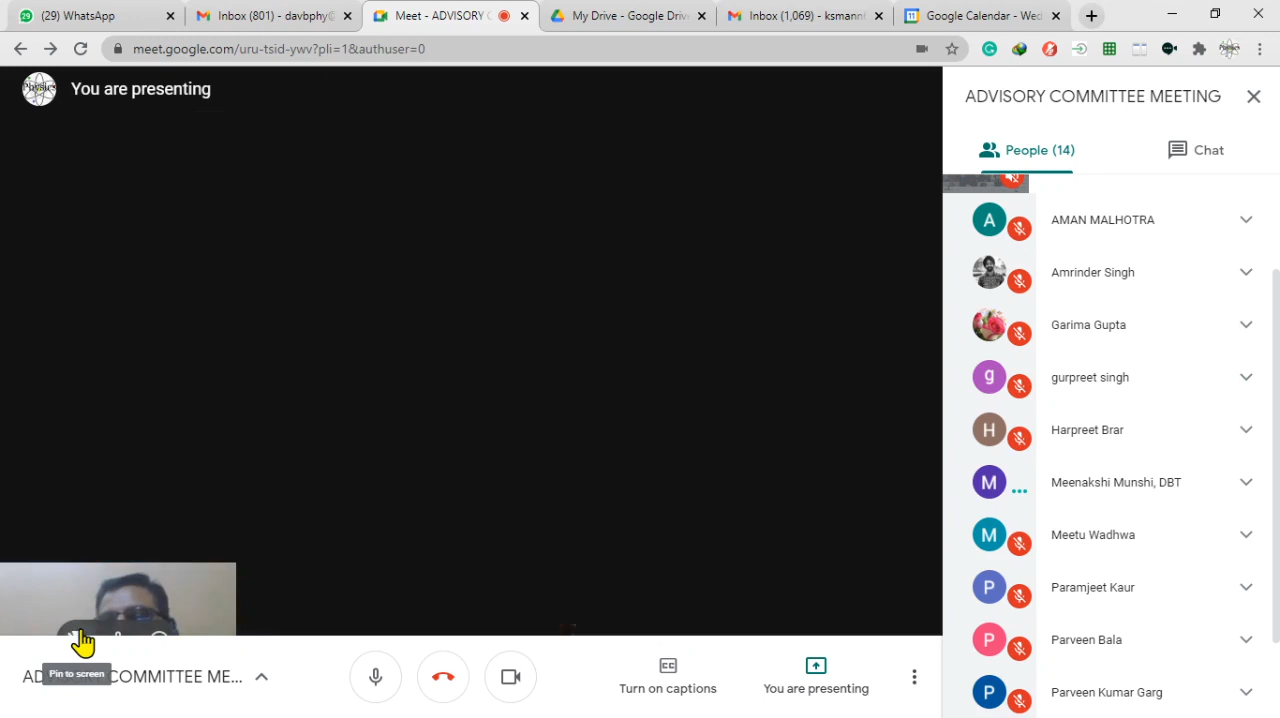 (29) WhatsApp
Inbox (801) - davbphy@
Meet - ADVISORY C
My Drive - Google Drive
Inbox (1,069) - ksmannf
Google Calendar - Wed
meet.google.com/uru-tsid-ywv?pli=1&authuser=0
Physics
You are presenting
ADVISORY COMMITTEE MEETING
People (14)
Chat
A AMAN MALHOTRA
Amrinder Singh
Garima Gupta
g gurpreet singh
H Harpreet Brar
M Meenakshi Munshi, DBT
M Meetu Wadhwa
P Paramjeet Kaur
P Parveen Bala
P Parveen Kumar Garg
Pin to screen
COMMITTEE ME...
Turn on captions
You are presenting